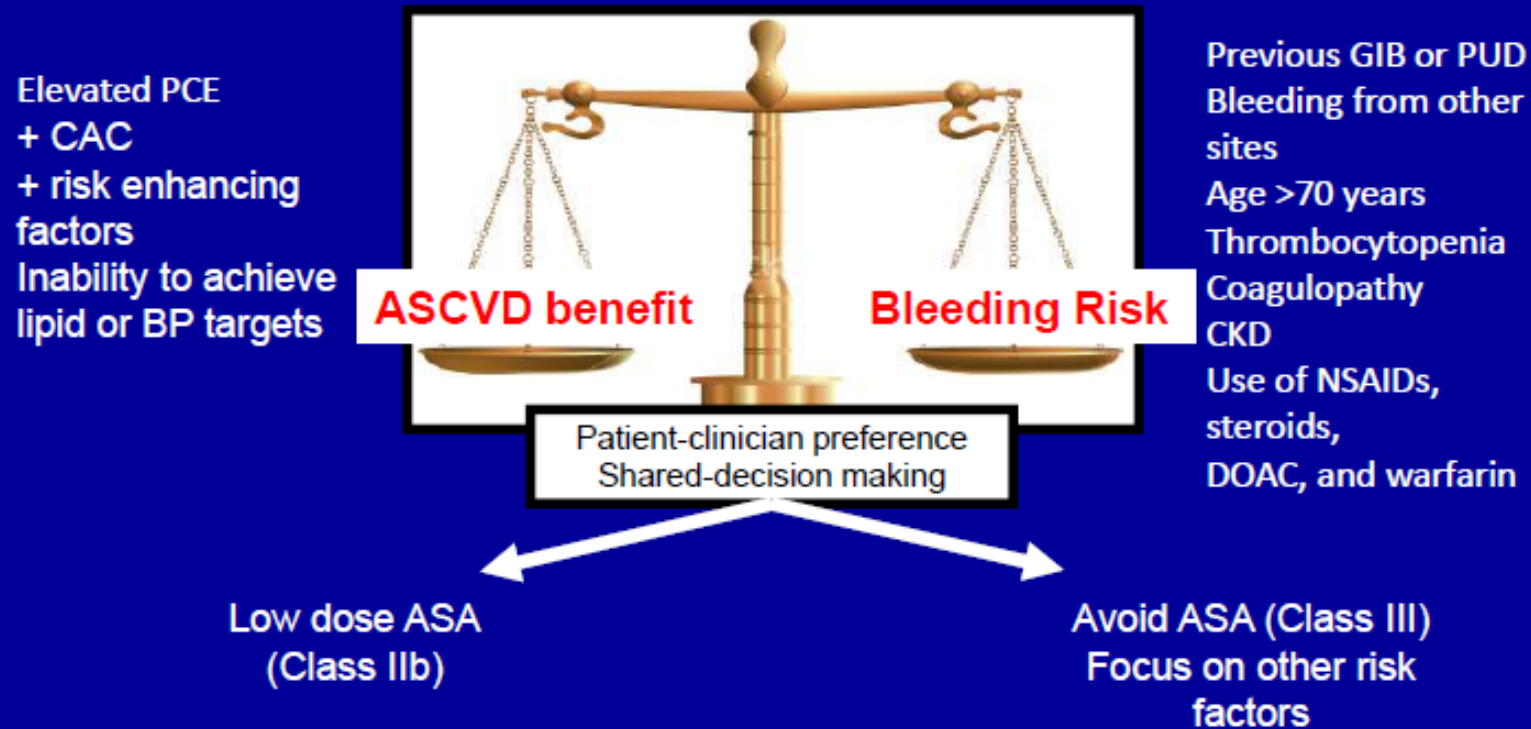 Elevated PCE
+ CAC
+ risk enhancing
factors
Inability to achieve
lipid or BP targets
ASCVD benefit
Bleeding Risk
Previous GIB or PUD
Bleeding from other
sites
Age >70 years
Thrombocytopenia
Coagulopathy
CKD
Use of NSAIDs,
steroids,
DOAC, and warfarin
Patient-clinician preference
Shared-decision making
Low dose ASA
(Class IIb)
Avoid ASA (Class III)
Focus on other risk
factors